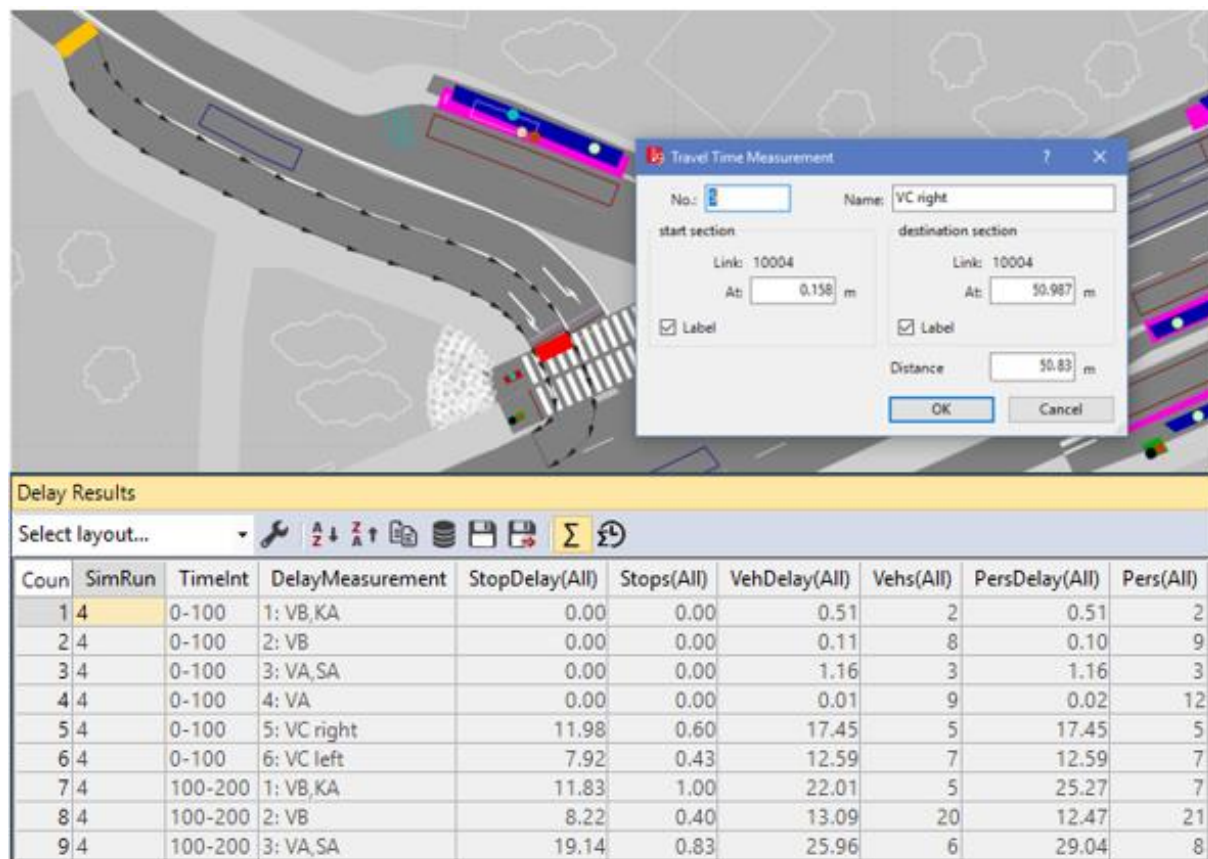 Travel Time Measurement ? ×
No.: 5 Name: VC right
start section destination section
Link: 10004 Link: 10004
At: 0.158 m At: 50.987 m
Label Label
Distance 50.83 m
OK Cancel
Delay Results
Select layout...
Coun SimRun TimeInt DelayMeasurement StopDelay(All) Stops(All) VehDelay(All) Vehs(All) PersDelay(All) Pers(All)
1 4 0-100 1: VB,KA 0.00 0.00 0.51 2 0.51 2
2 4 0-100 2: VB 0.00 0.00 0.11 8 0.10 9
3 4 0-100 3: VA,SA 0.00 0.00 1.16 3 1.16 3
4 4 0-100 4: VA 0.00 0.00 0.01 9 0.02 12
5 4 0-100 5: VC right 11.98 0.60 17.45 5 17.45 5
6 4 0-100 6: VC left 7.92 0.43 12.59 7 12.59 7
7 4 100-200 1: VB,KA 11.83 1.00 22.01 5 25.27 7
8 4 100-200 2: VB 8.22 0.40 13.09 20 12.47 21
9 4 100-200 3: VA,SA 19.14 0.83 25.96 6 29.04 8